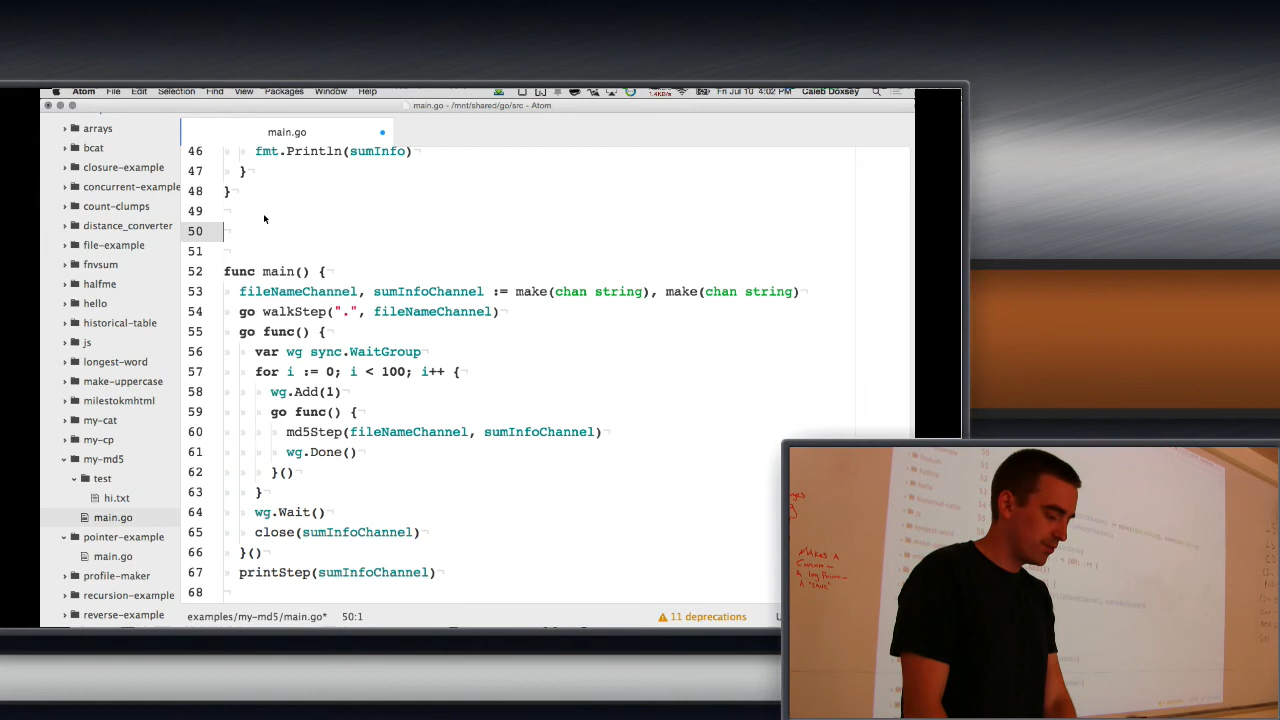 Atom File Edit Selection Find View Packages Window Help 1.4KB/s Fri Jul 10 4:02 PM Caleb Doxsey
main.go - /mnt/shared/go/src - Atom
arrays
bcat
closure-example
concurrent-example
count-clumps
distance_converter
file-example
fnvsum
halfme
hello
historical-table
js
longest-word
make-uppercase
milestokmhtml
my-cat
my-cp
my-md5
test
hi.txt
main.go
pointer-example
main.go
profile-maker
recursion-example
reverse-example
main.go
46 fmt.Println(sumInfo)
47 }
48 }
49
50
51
52 func main() {
53 fileNameChannel, sumInfoChannel := make(chan string), make(chan string)
54 go walkStep(".", fileNameChannel)
55 go func() {
56 var wg sync.WaitGroup
57 for i := 0; i < 100; i++ {
58 wg.Add(1)
59 go func() {
60 md5Step(fileNameChannel, sumInfoChannel)
61 wg.Done()
62 }()
63 }
64 wg.Wait()
65 close(sumInfoChannel)
66 }()
67 printStep(sumInfoChannel)
68
examples/my-md5/main.go* 50:1 11 deprecations
MAKES A